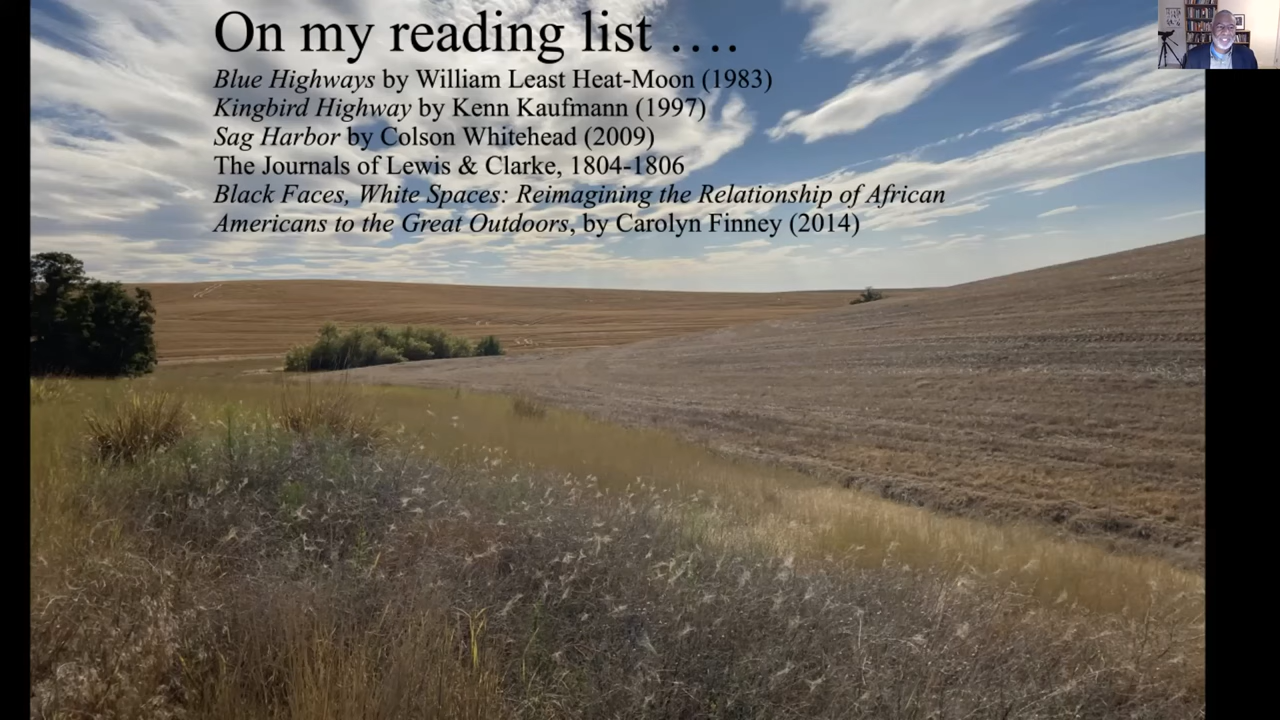 On my reading list ....
Blue Highways by William Least Heat-Moon (1983)
Kingbird Highway by Kenn Kaufmann (1997)
Sag Harbor by Colson Whitehead (2009)
The Journals of Lewis & Clarke, 1804-1806
Black Faces, White Spaces: Reimagining the Relationship of African
Americans to the Great Outdoors, by Carolyn Finney (2014)